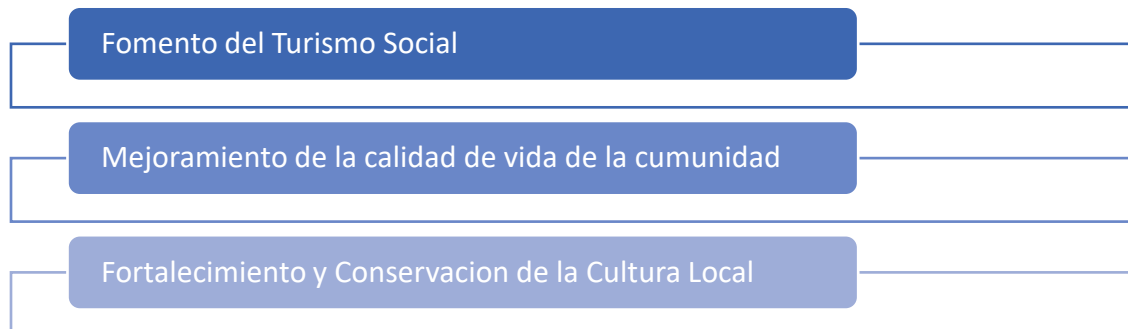 Fomento del Turismo Social
Mejoramiento de la calidad de vida de la cumunidad
Fortalecimiento y Conservacion de la Cultura Local